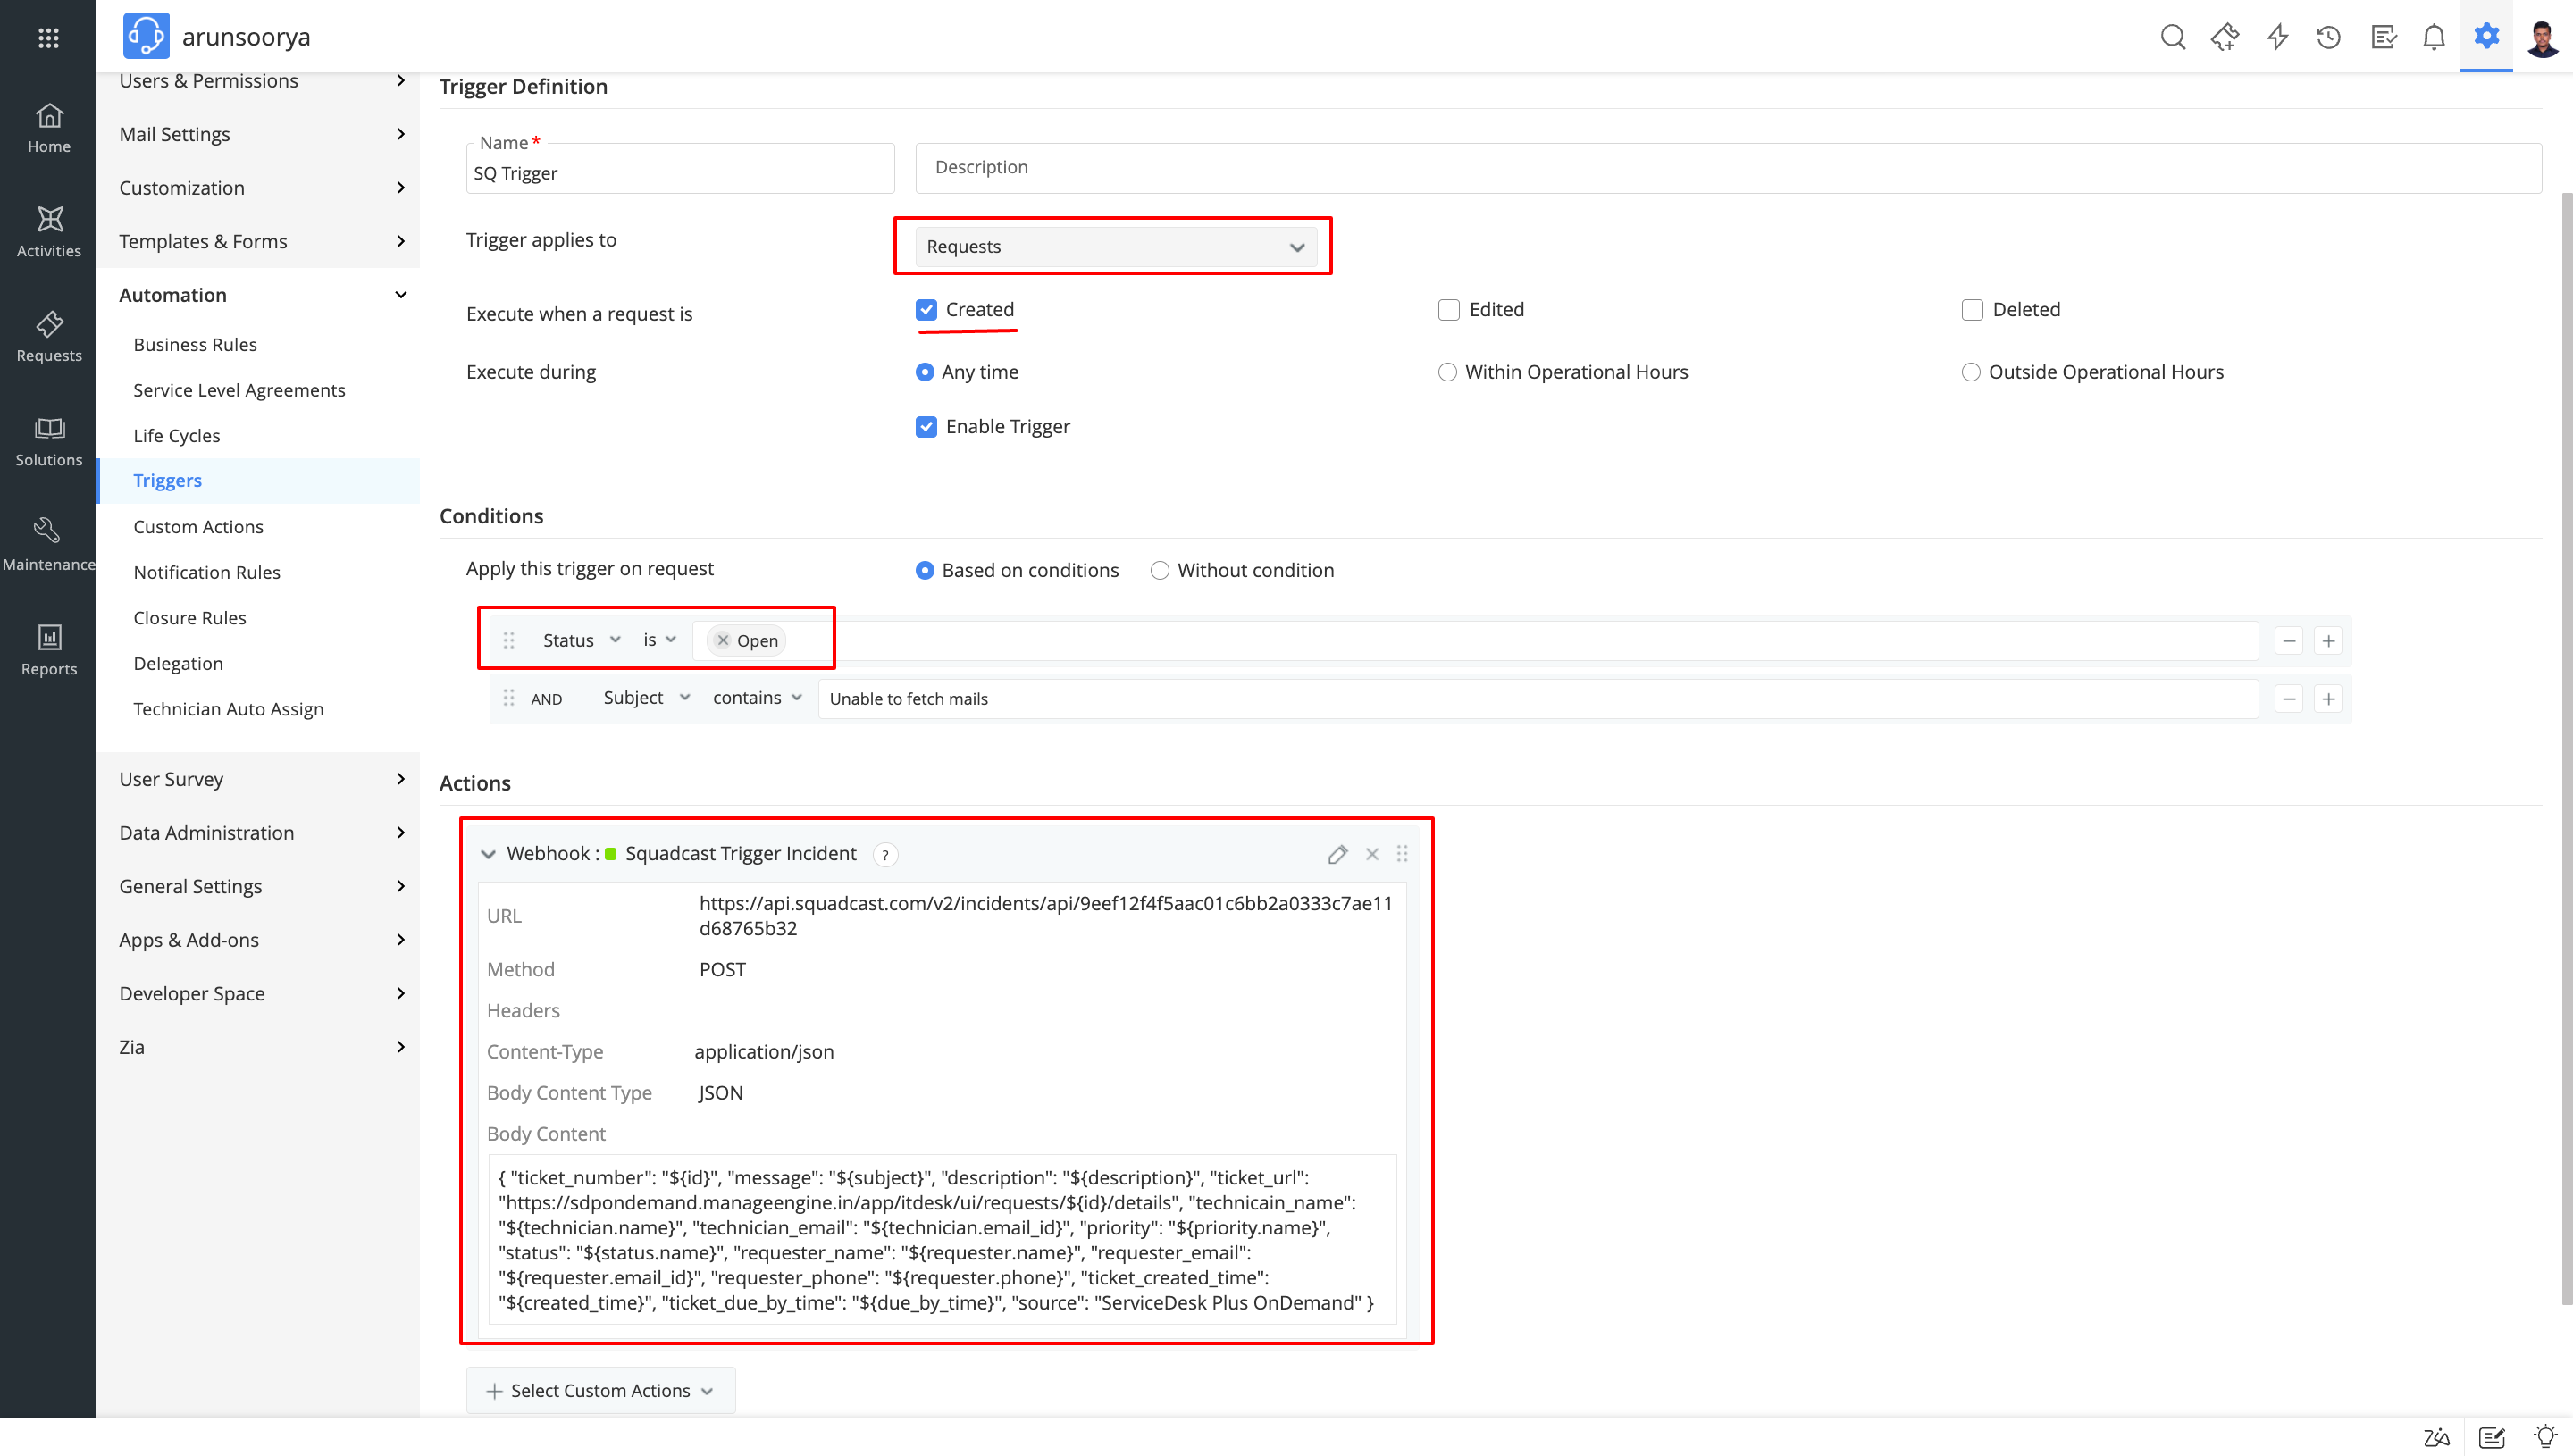 arunsoorya
Home
Activities
Requests
Solutions
Maintenance
Reports
Users & Permissions
Mail Settings
Customization
Templates & Forms
Automation
Business Rules
Service Level Agreements
Life Cycles
Triggers
Custom Actions
Notification Rules
Closure Rules
Delegation
Technician Auto Assign
User Survey
Data Administration
General Settings
Apps & Add-ons
Developer Space
Zia
Trigger Definition
Name *
SQ Trigger
Description
Trigger applies to
Requests
Execute when a request is
Created
Edited
Deleted
Execute during
Any time
Within Operational Hours
Outside Operational Hours
Enable Trigger
Conditions
Apply this trigger on request
Based on conditions
Without condition
Status is Open
AND Subject contains Unable to fetch mails
Actions
Webhook : Squadcast Trigger Incident ?
URL
https://api.squadcast.com/v2/incidents/api/9eef12f4f5aac01c6bb2a0333c7ae11
d68765b32
Method POST
Headers
Content-Type application/json
Body Content Type JSON
Body Content
{ "ticket_number": "${id}", "message": "${subject}", "description": "${description}", "ticket_url":
"https://sdpondemand.manageengine.in/app/itdesk/ui/requests/${id}/details", "technicain_name":
"${technician.name}", "technician_email": "${technician.email_id}", "priority": "${priority.name}",
"status": "${status.name}", "requester_name": "${requester.name}", "requester_email":
"${requester.email_id}", "requester_phone": "${requester.phone}", "ticket_created_time":
"${created_time}", "ticket_due_by_time": "${due_by_time}", "source": "ServiceDesk Plus OnDemand" }
Select Custom Actions